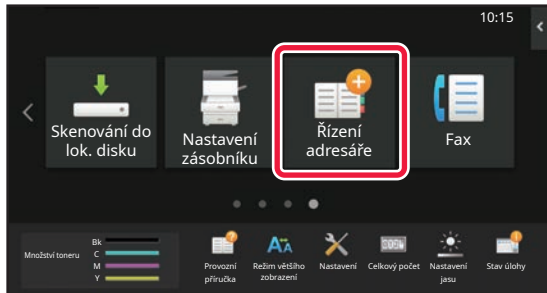 10:15
Skenování do
lok. disku
Nastavení
zásobníku
Řízení
adresáře
Fax
Množství toneru
Bk
C
M
Y
Provozní
příručka
Režim většího
zobrazení
Nastavení
Celkový počet
Nastavení
jasu
Stav úlohy